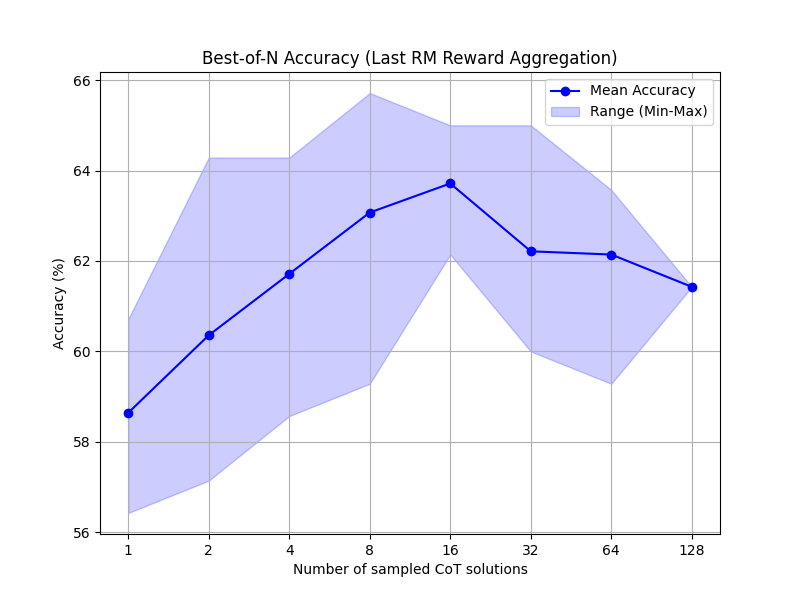 Best-of-N Accuracy (Last RM Reward Aggregation)
Mean Accuracy
Range (Min-Max)
Accuracy (%)
66
64
62
60
58
56
1 2 4 8 16 32 64 128
Number of sampled CoT solutions